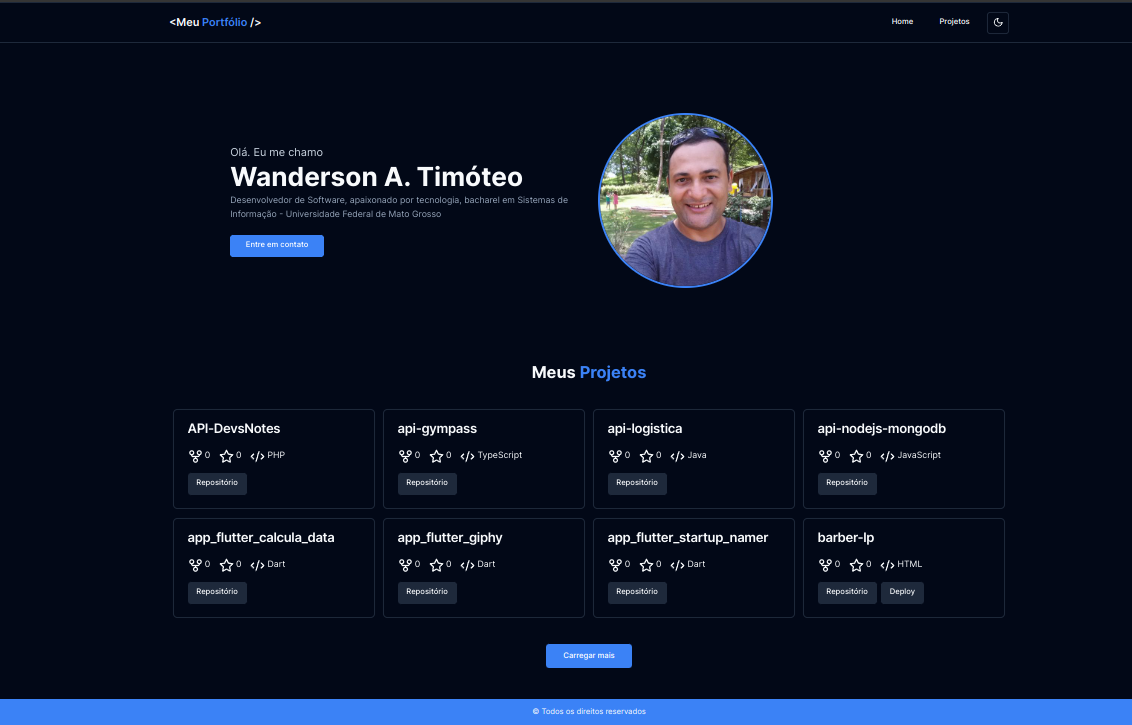 <Meu Portfólio />
Home
Projetos
Olá. Eu me chamo
Wanderson A. Timóteo
Desenvolvedor de Software, apaixonado por tecnologia, bacharel em Sistemas de
Informação - Universidade Federal de Mato Grosso
Entre em contato
Meus Projetos
API-DevsNotes
0 0 PHP
Repositório
api-gympass
0 0 TypeScript
Repositório
api-logistica
0 0 Java
Repositório
api-nodejs-mongodb
0 0 JavaScript
Repositório
app_flutter_calcula_data
0 0 Dart
Repositório
app_flutter_giphy
0 0 Dart
Repositório
app_flutter_startup_namer
0 0 Dart
Repositório
barber-lp
0 0 HTML
Repositório Deploy
Carregar mais
© Todos os direitos reservados